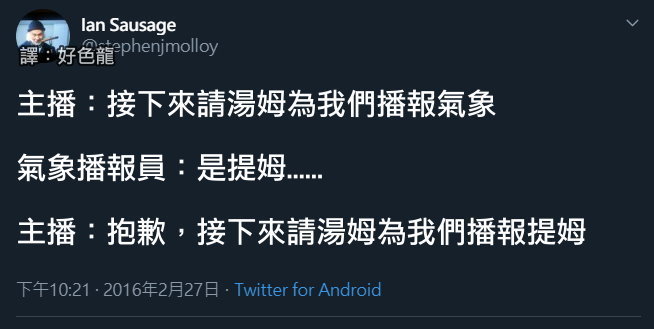 Ian Sausage
@stephenjmolloy
譯：好色龍
主播：接下來請湯姆為我們播報氣象
氣象播報員：是提姆......
主播：抱歉，接下來請湯姆為我們播報提姆
下午10:21 · 2016年2月27日 · Twitter for Android